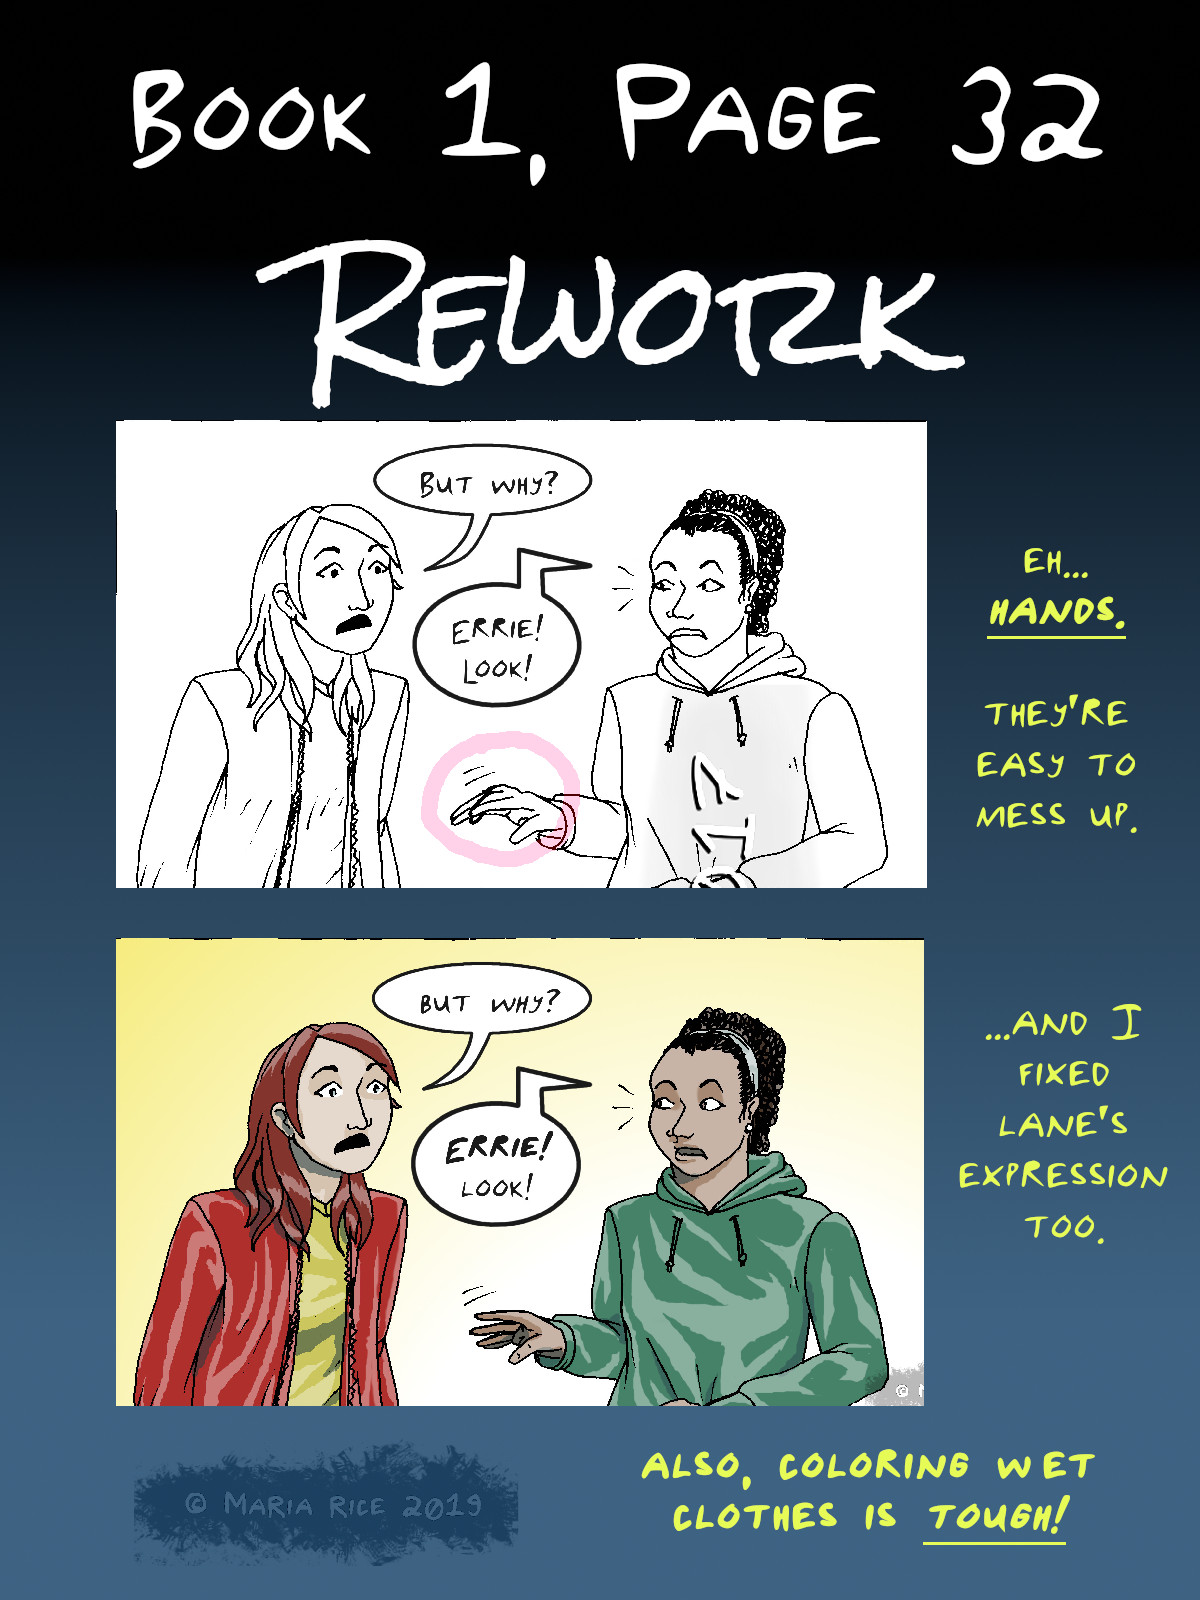 BOOK 1, PAGE 32
REWORK
BUT WHY?
ERRIE!
LOOK!
EH...
HANDS.
THEY'RE
EASY TO
MESS UP.
BUT WHY?
ERRIE!
LOOK!
...AND I
FIXED
LANE'S
EXPRESSION
TOO.
©
ALSO, COLORING WET
CLOTHES IS TOUGH!
© MARIA RICE 2019